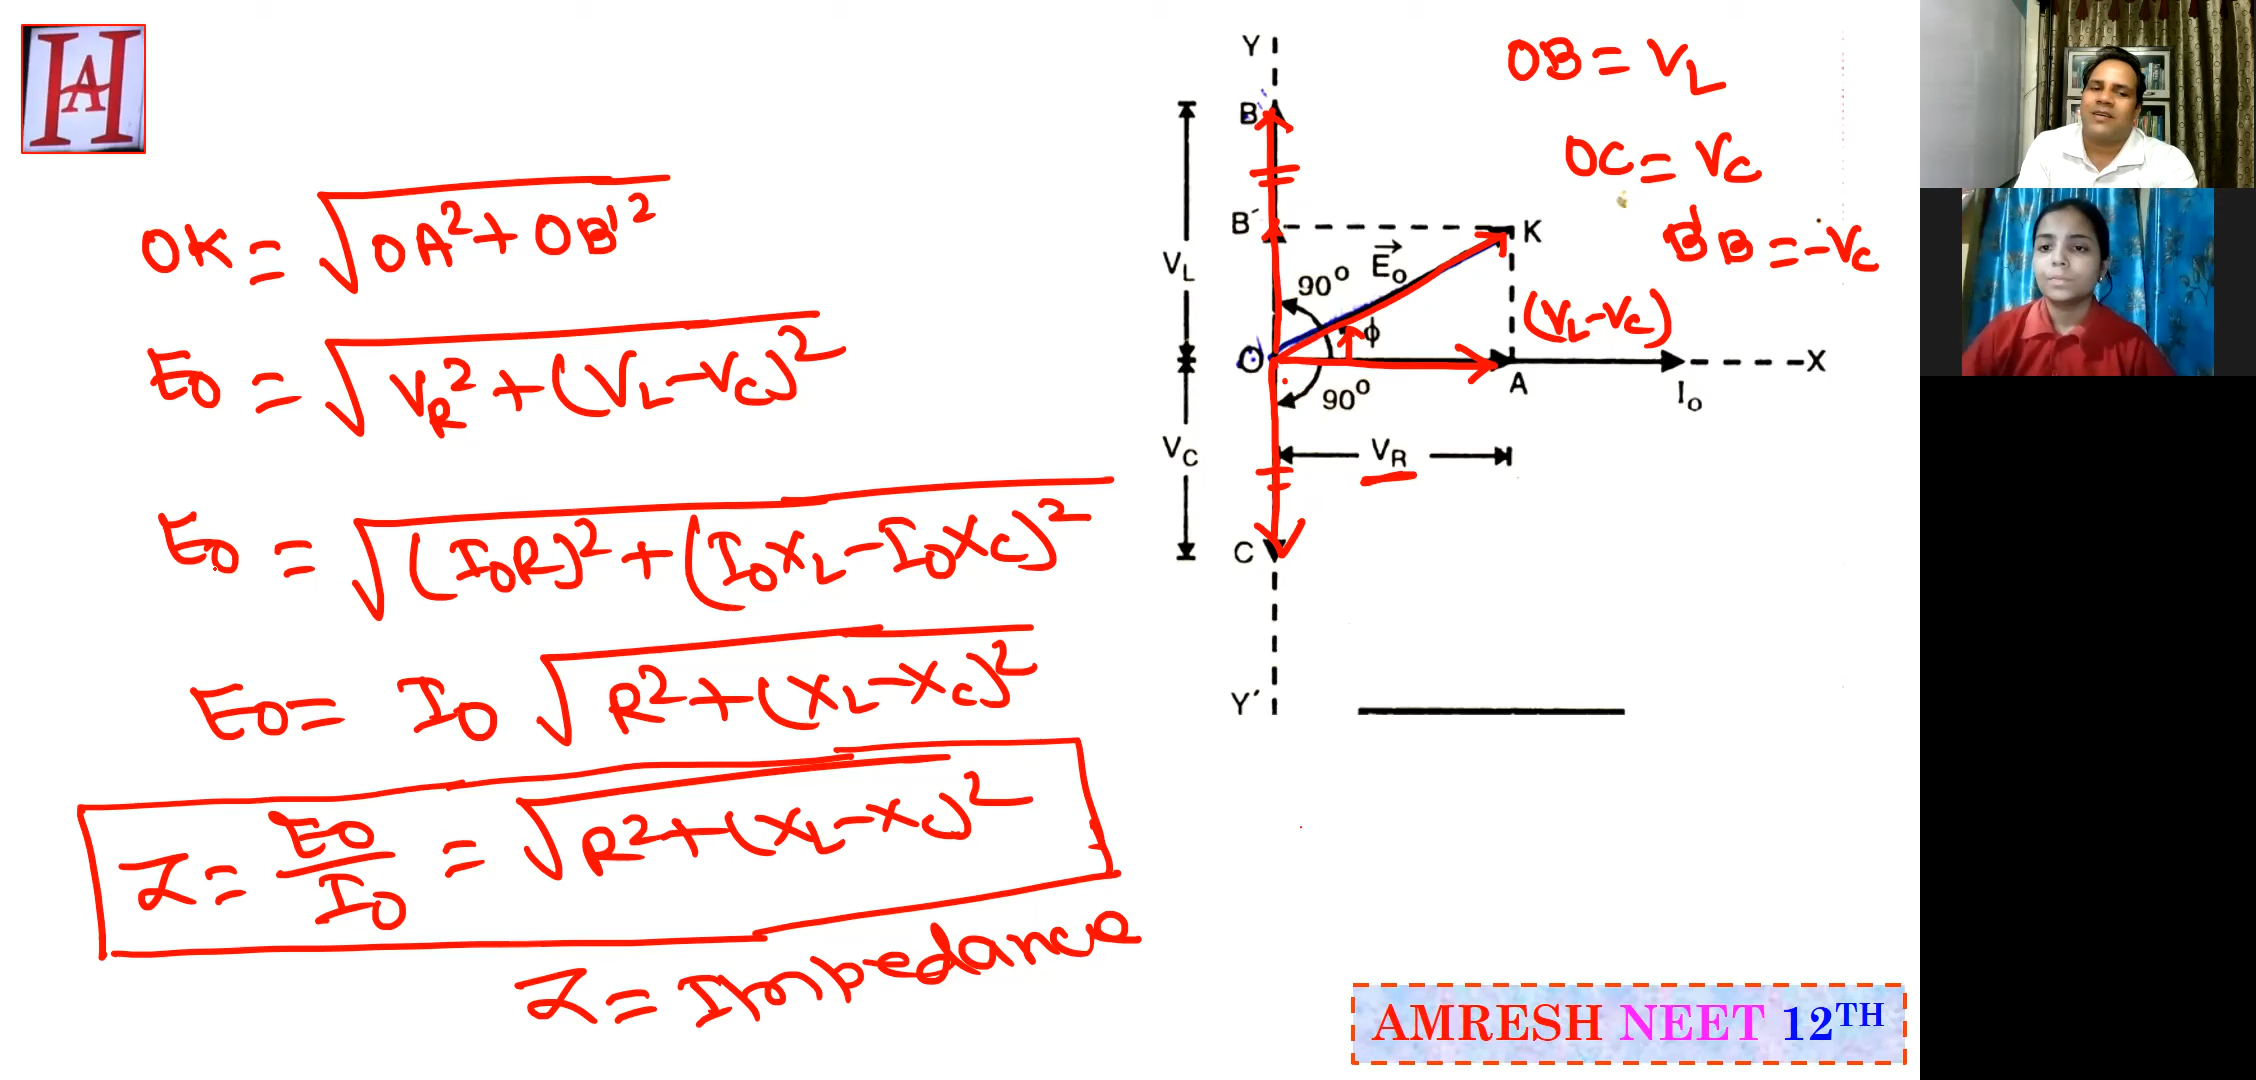 HA
OK = √OA² + OB'²
E0 = √VR² + (VL - VC)²
E0 = √(I0R)² + (I0XL - I0XC)²
E0 = I0 √R² + (XL - XC)²
Z = E0/I0 = √R² + (XL - XC)²
Z = Impedance
Y
B
B´
VL
O
VC
C
Y´
90°
E0
ϕ
K
90°
A
I0
X
VR
(VL - VC)
OB = VL
OC = VC
B'B = -VC
AMRESH NEET 12TH